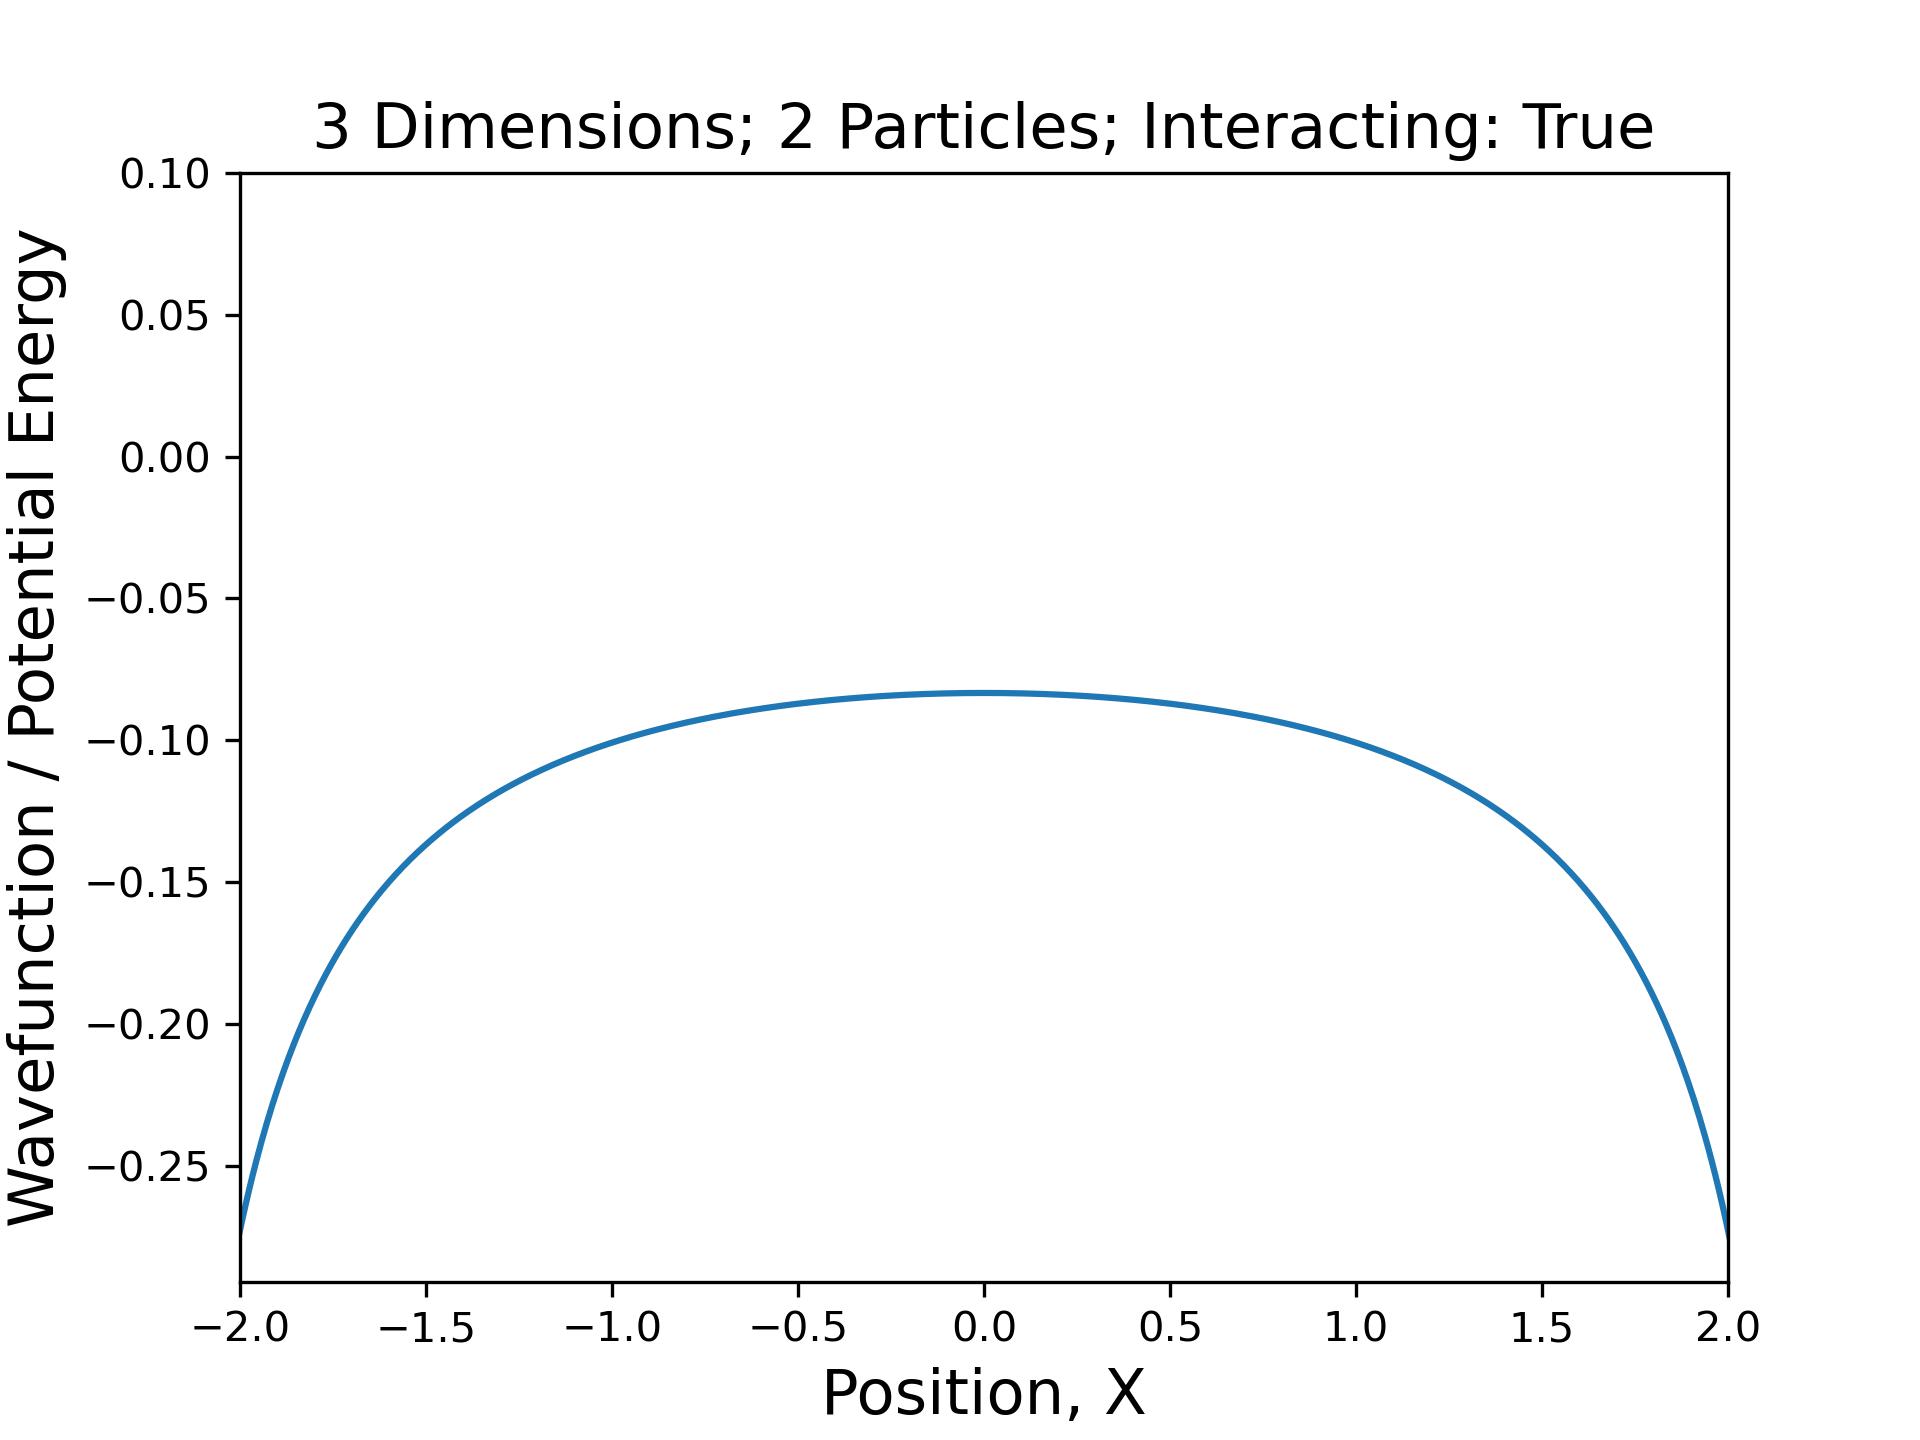 3 Dimensions; 2 Particles; Interacting: True
Wavefunction / Potential Energy
0.10
0.05
0.00
−0.05
−0.10
−0.15
−0.20
−0.25
−2.0 −1.5 −1.0 −0.5 0.0 0.5 1.0 1.5 2.0
Position, X